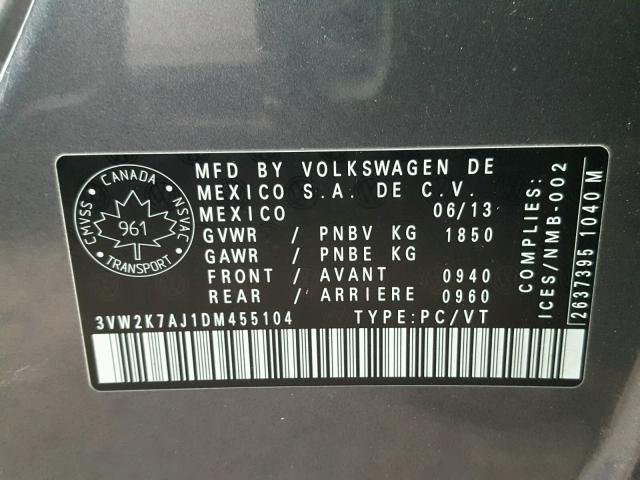 CANADA
CMVSS
NSVAC
961
TRANSPORT
MFD BY VOLKSWAGEN DE
MEXICO S.A. DE C.V.
MEXICO 06/13
GVWR / PNBV KG 1850
GAWR / PNBE KG
FRONT / AVANT 0940
REAR / ARRIERE 0960
3VW2K7AJ1DM455104 TYPE:PC/VT
COMPLIES:
ICES/NMB-002
2637395 1040 M